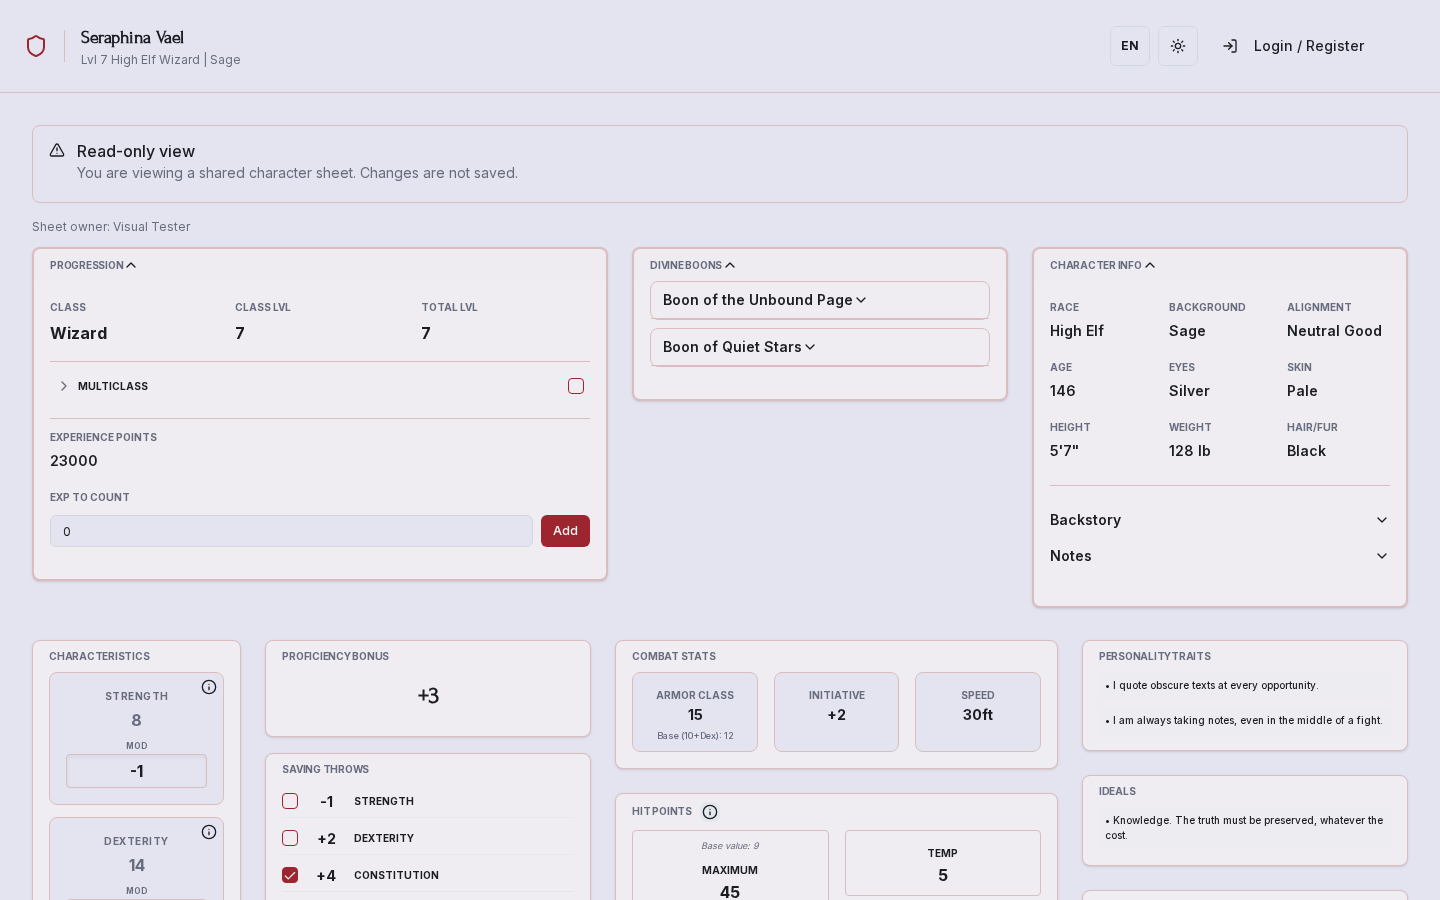 Seraphina Vael
Lvl 7 High Elf Wizard | Sage
EN
Login / Register
Read-only view
You are viewing a shared character sheet. Changes are not saved.
Sheet owner: Visual Tester
PROGRESSION
CLASS CLASS LVL TOTAL LVL
Wizard 7 7
MULTICLASS
EXPERIENCE POINTS
23000
EXP TO COUNT
0 Add
DIVINE BOONS
Boon of the Unbound Page
Boon of Quiet Stars
CHARACTER INFO
RACE BACKGROUND ALIGNMENT
High Elf Sage Neutral Good
AGE EYES SKIN
146 Silver Pale
HEIGHT WEIGHT HAIR/FUR
5'7" 128 lb Black
Backstory
Notes
CHARACTERISTICS
STRENGTH
8
MOD
-1
DEXTERITY
14
MOD
PROFICIENCY BONUS
+3
SAVING THROWS
-1 STRENGTH
+2 DEXTERITY
+4 CONSTITUTION
COMBAT STATS
ARMOR CLASS INITIATIVE SPEED
15 +2 30ft
Base (10+Dex): 12
HIT POINTS
Base value: 9
MAXIMUM
45
TEMP
5
PERSONALITY TRAITS
• I quote obscure texts at every opportunity.
• I am always taking notes, even in the middle of a fight.
IDEALS
• Knowledge. The truth must be preserved, whatever the
cost.